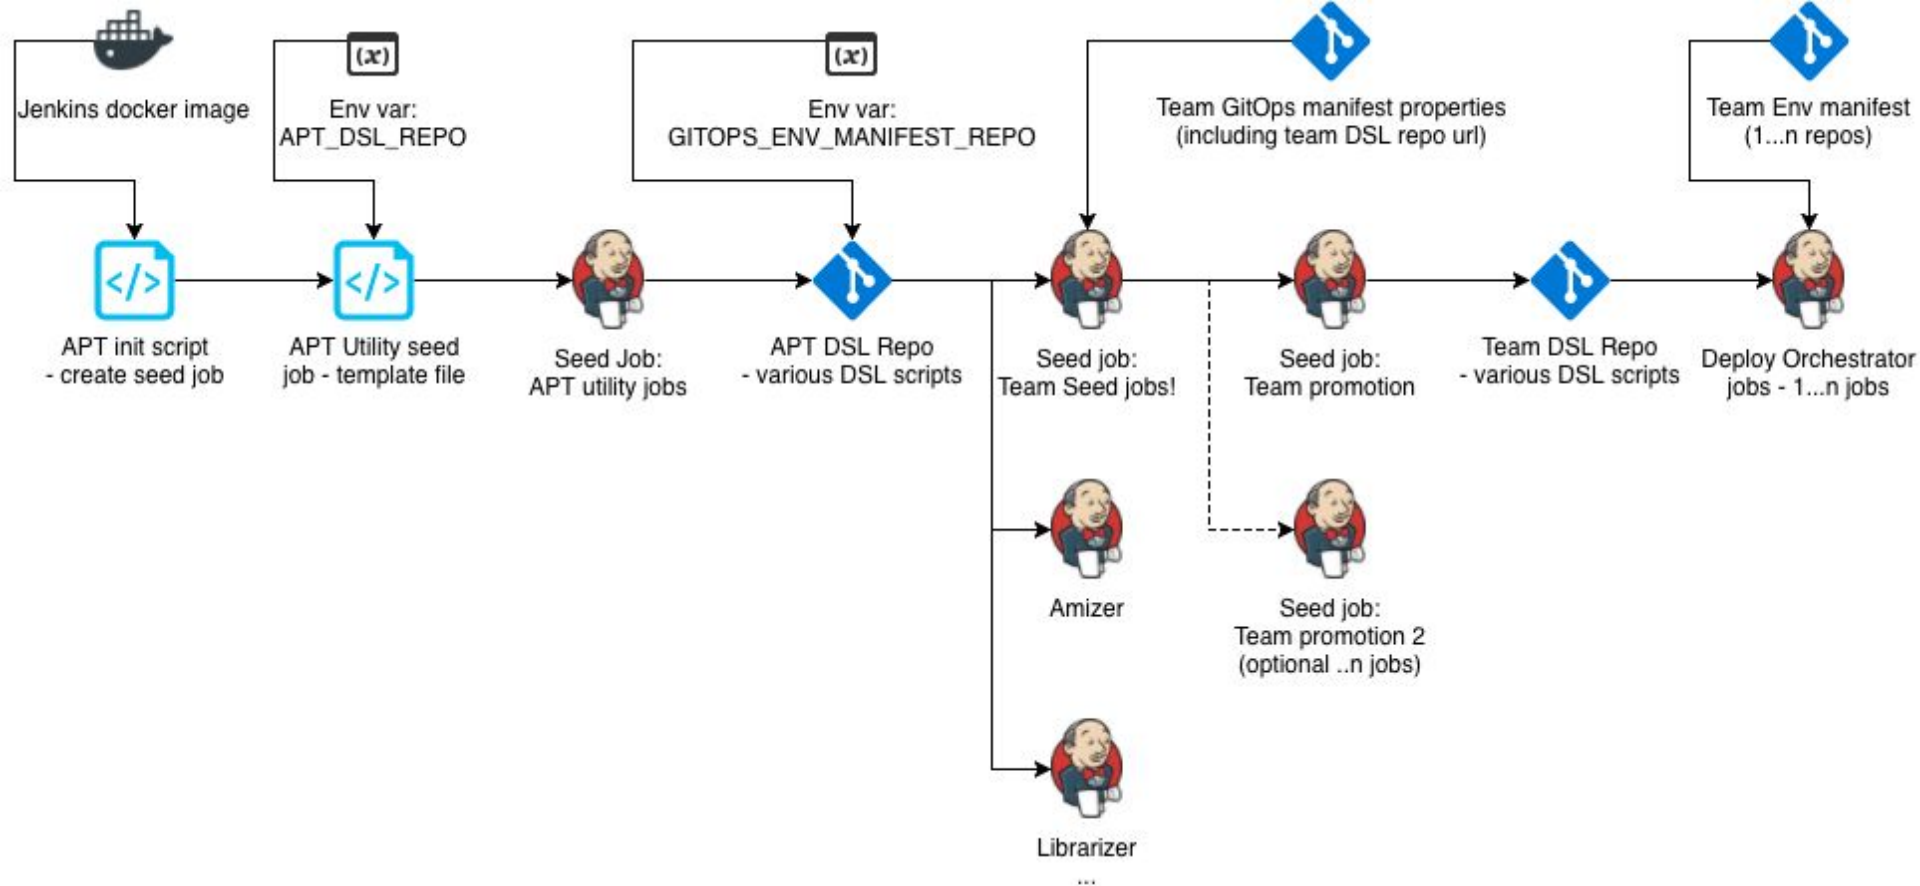 Jenkins docker image
Env var:
APT_DSL_REPO
Env var:
GITOPS_ENV_MANIFEST_REPO
Team GitOps manifest properties
(including team DSL repo url)
Team Env manifest
(1...n repos)
(x)
(x)
</>
</>
APT init script
- create seed job
APT Utility seed
job - template file
Seed Job:
APT utility jobs
APT DSL Repo
- various DSL scripts
Seed job:
Team Seed jobs!
Seed job:
Team promotion
Team DSL Repo
- various DSL scripts
Deploy Orchestrator
jobs - 1...n jobs
Amizer
Seed job:
Team promotion 2
(optional ..n jobs)
Librarizer
...